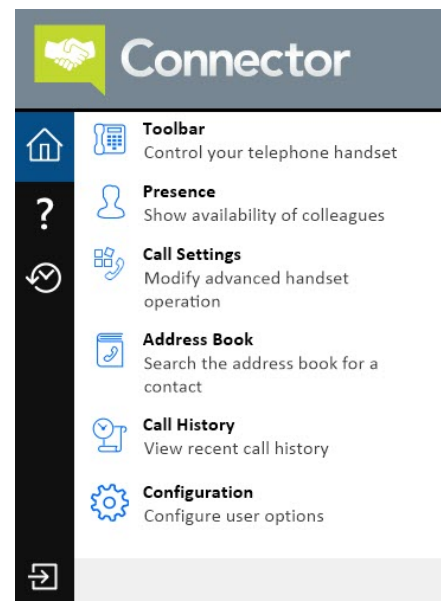 Connector
Toolbar
Control your telephone handset
Presence
Show availability of colleagues
?
Call Settings
Modify advanced handset
operation
Address Book
Search the address book for a
contact
Call History
View recent call history
Configuration
Configure user options